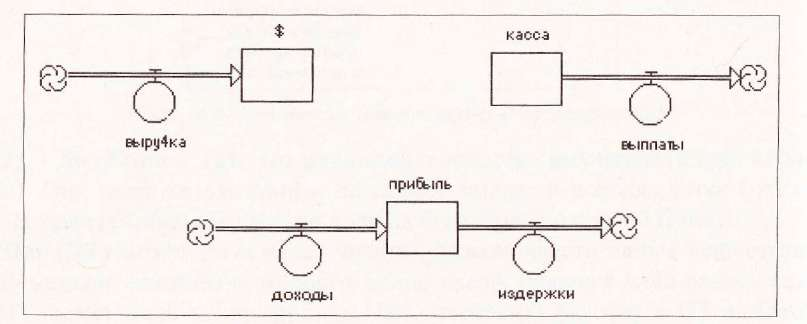 $
касса
выру4ка
выплаты
прибыль
доходы
издержки